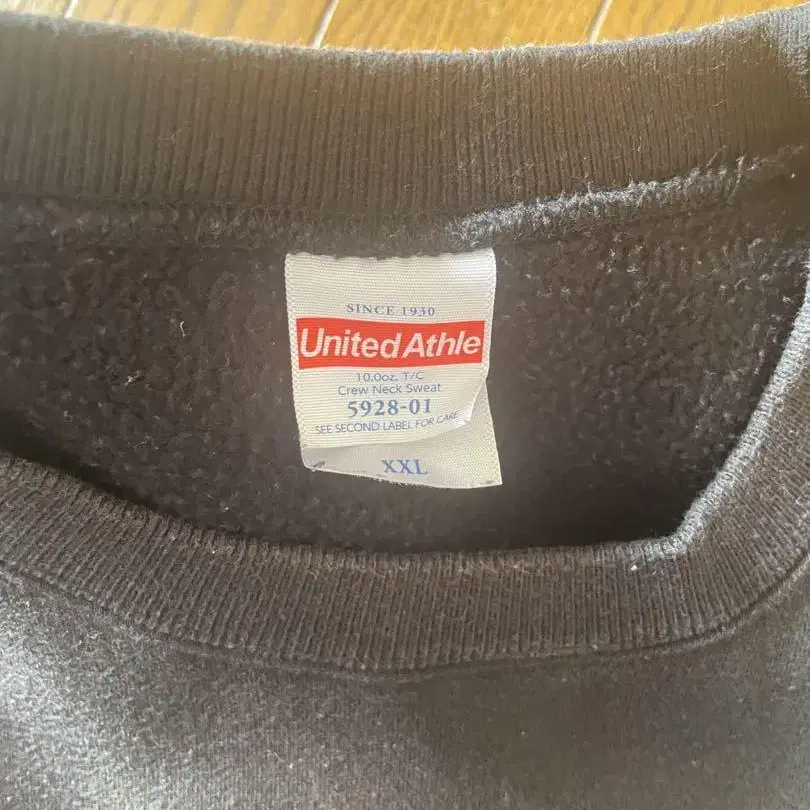 SINCE 1930
United Athle
10.0oz. T/C
Crew Neck Sweat
5928-01
SEE SECOND LABEL FOR CARE
XXL